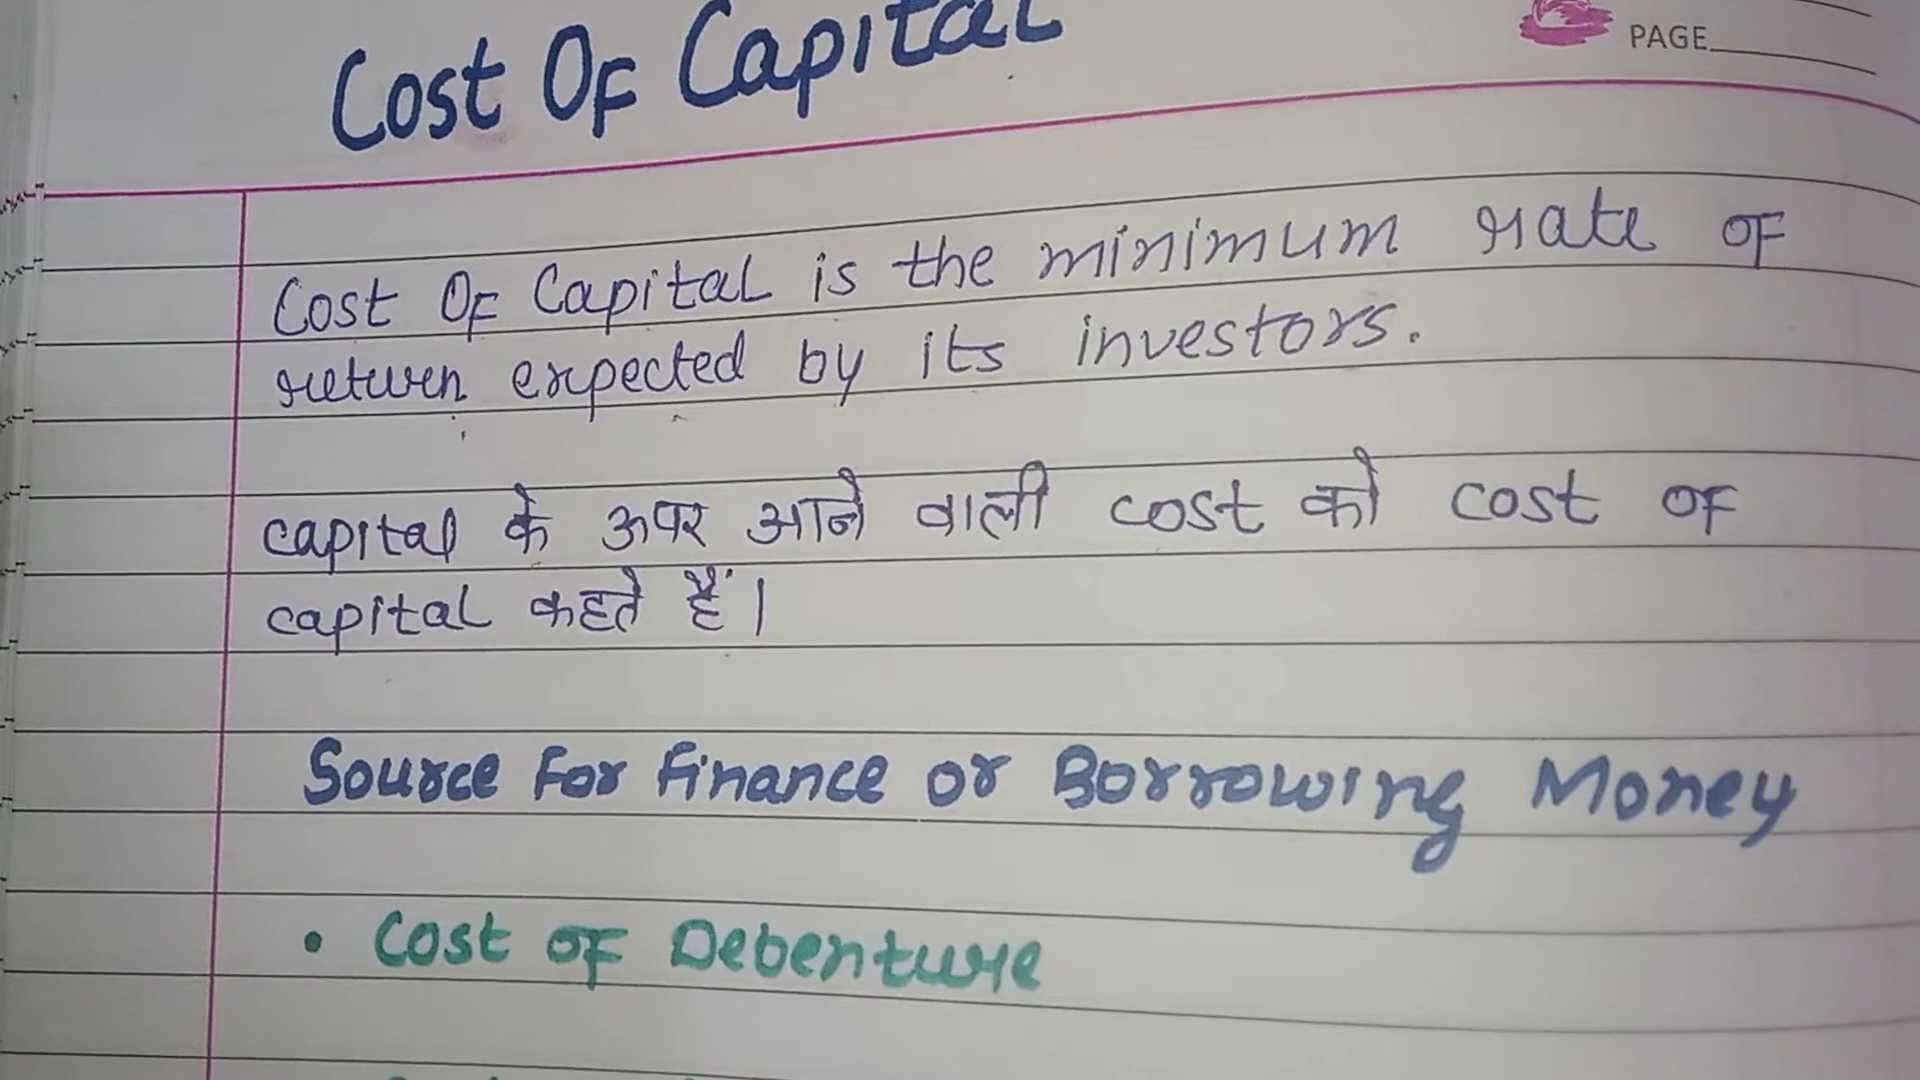 PAGE
Cost Of Capital
Cost Of Capital is the minimum rate of
return expected by its investors.
capital के ऊपर आने वाली cost को cost of
capital कहते हैं।
Source For Finance or Borrowing Money
• Cost of Debenture